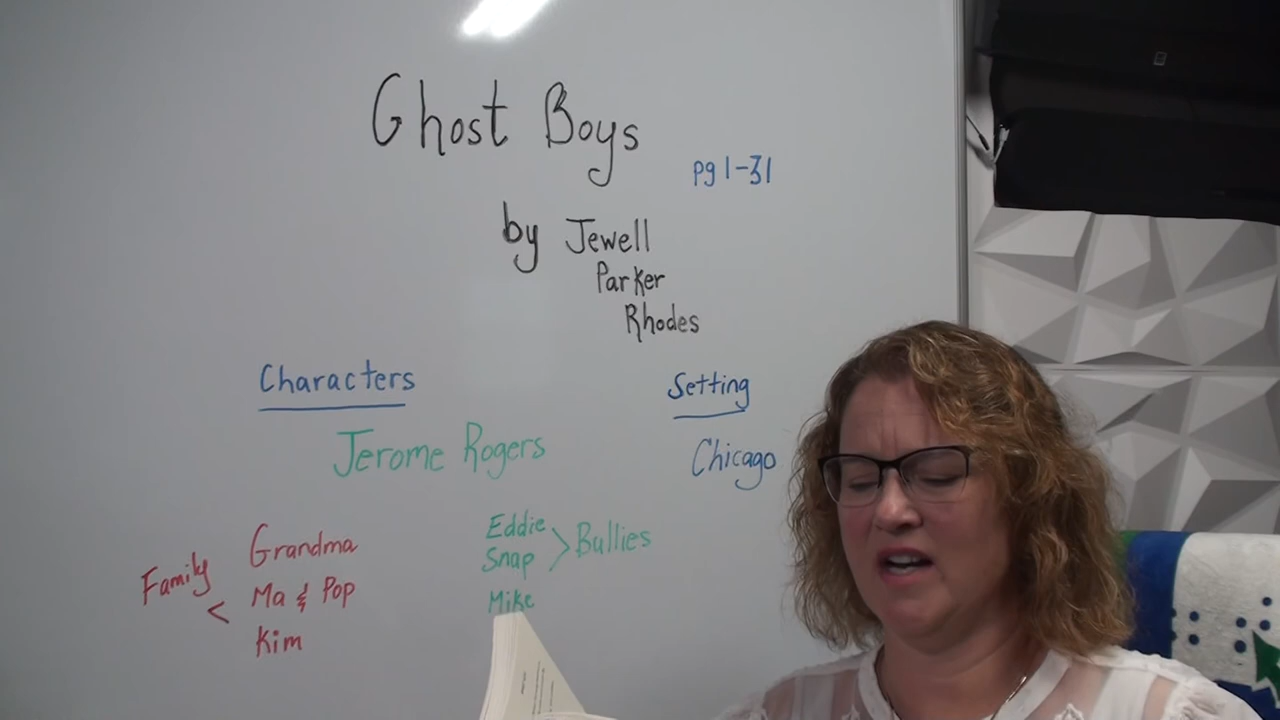 Ghost Boys
pg 1-31
by Jewell
Parker
Rhodes
Characters
Setting
Jerome Rogers
Chicago
Family <
Grandma
Ma & Pop
Kim
Eddie
Snap
Mike
> Bullies